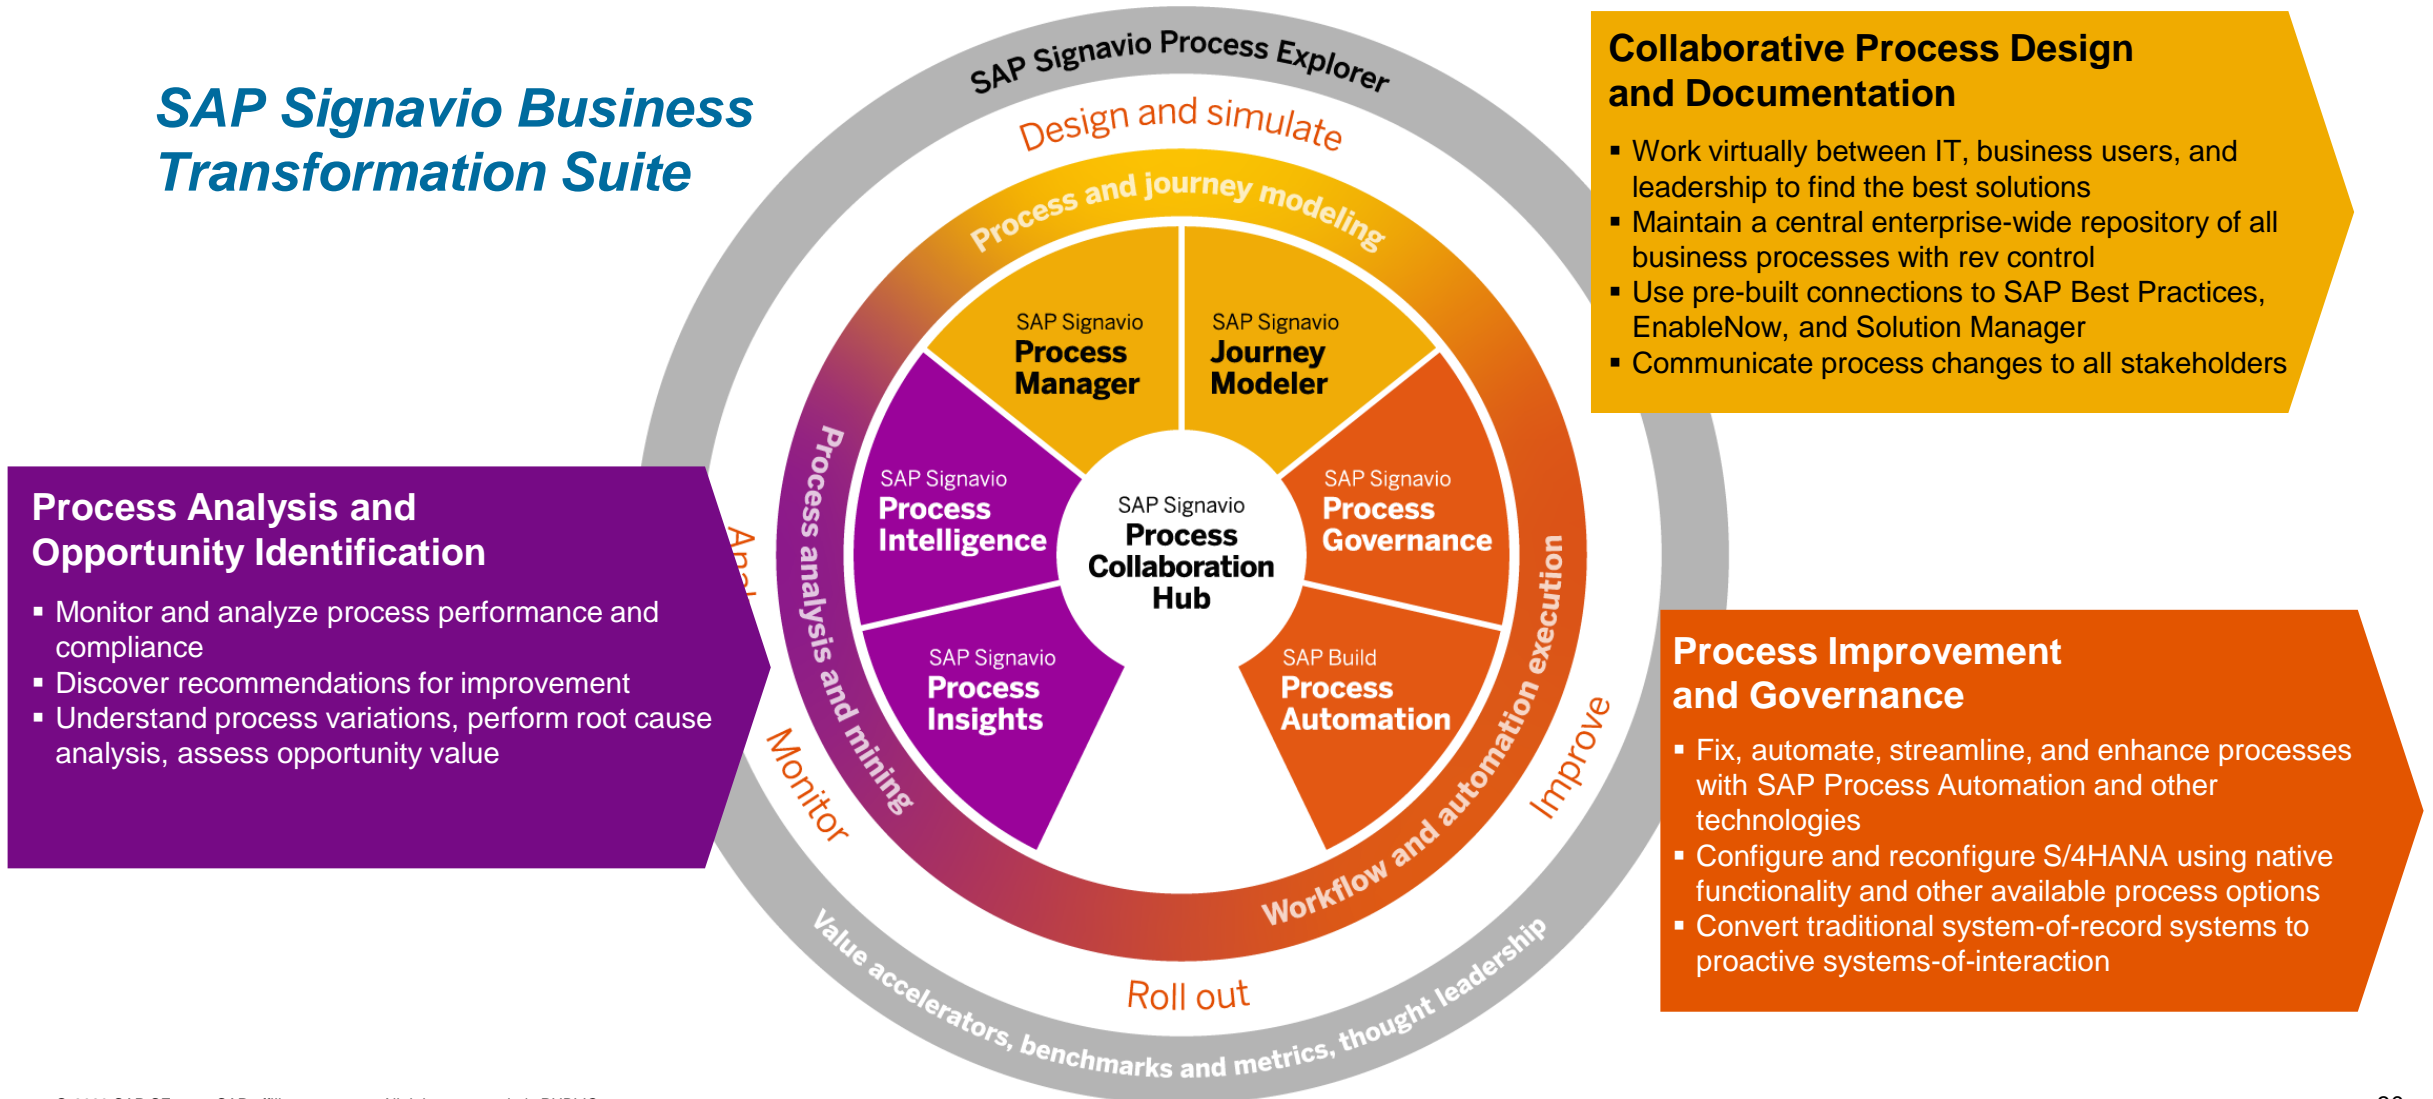 SAP Signavio Business
Transformation Suite
SAP Signavio Process Explorer
Design and simulate
Process and journey modeling
SAP Signavio
Process
Manager
SAP Signavio
Journey
Modeler
SAP Signavio
Process
Intelligence
SAP Signavio
Process
Governance
SAP Signavio
Process
Collaboration
Hub
SAP Signavio
Process
Insights
SAP Build
Process
Automation
Process analysis and mining
Workflow and automation execution
Monitor
Improve
Roll out
Value accelerators, benchmarks and metrics, thought leadership
Collaborative Process Design
and Documentation
▪ Work virtually between IT, business users, and
leadership to find the best solutions
▪ Maintain a central enterprise-wide repository of all
business processes with rev control
▪ Use pre-built connections to SAP Best Practices,
EnableNow, and Solution Manager
▪ Communicate process changes to all stakeholders
Process Analysis and
Opportunity Identification
▪ Monitor and analyze process performance and
compliance
▪ Discover recommendations for improvement
▪ Understand process variations, perform root cause
analysis, assess opportunity value
Process Improvement
and Governance
▪ Fix, automate, streamline, and enhance processes
with SAP Process Automation and other
technologies
▪ Configure and reconfigure S/4HANA using native
functionality and other available process options
▪ Convert traditional system-of-record systems to
proactive systems-of-interaction